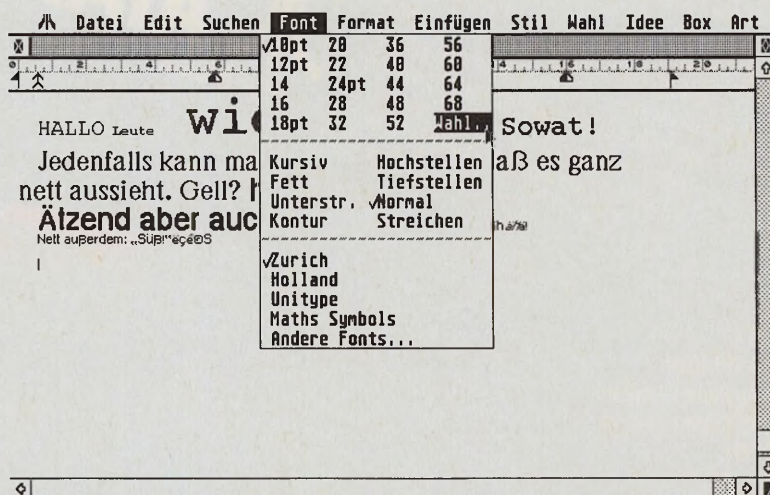 Datei Edit Suchen Font Format Einfügen Stil Wahl Idee Box Art
10pt 20 36 56
12pt 22 40 60
14 24pt 44 64
16 28 48 68
18pt 32 52 Wahl..
Kursiv Hochstellen
Fett Tiefstellen
Unterstr. Normal
Kontur Streichen
Zurich
Holland
Unitype
Maths Symbols
Andere Fonts...
HALLO Leute wie Sowat!
Jedenfalls kann ma aß es ganz
nett aussieht. Gell?
Ätzend aber auc
Nett außerdem: „Süß!"